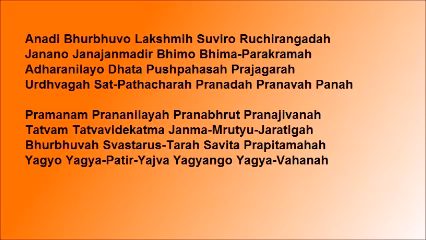 Anadi Bhurbhuvo Lakshmih Suviro Ruchirangadah
Janano Janajanmadir Bhimo Bhima-Parakramah
Adharanilayo Dhata Pushpahasah Prajagarah
Urdhvagah Sat-Pathacharah Pranadah Pranavah Panah
Pramanam Prananilayah Pranabhrut Pranajivanah
Tatvam Tatvavidekatma Janma-Mrutyu-Jaratigah
Bhurbhuvah Svastarus-Tarah Savita Prapitamahah
Yagyo Yagya-Patir-Yajva Yagyango Yagya-Vahanah